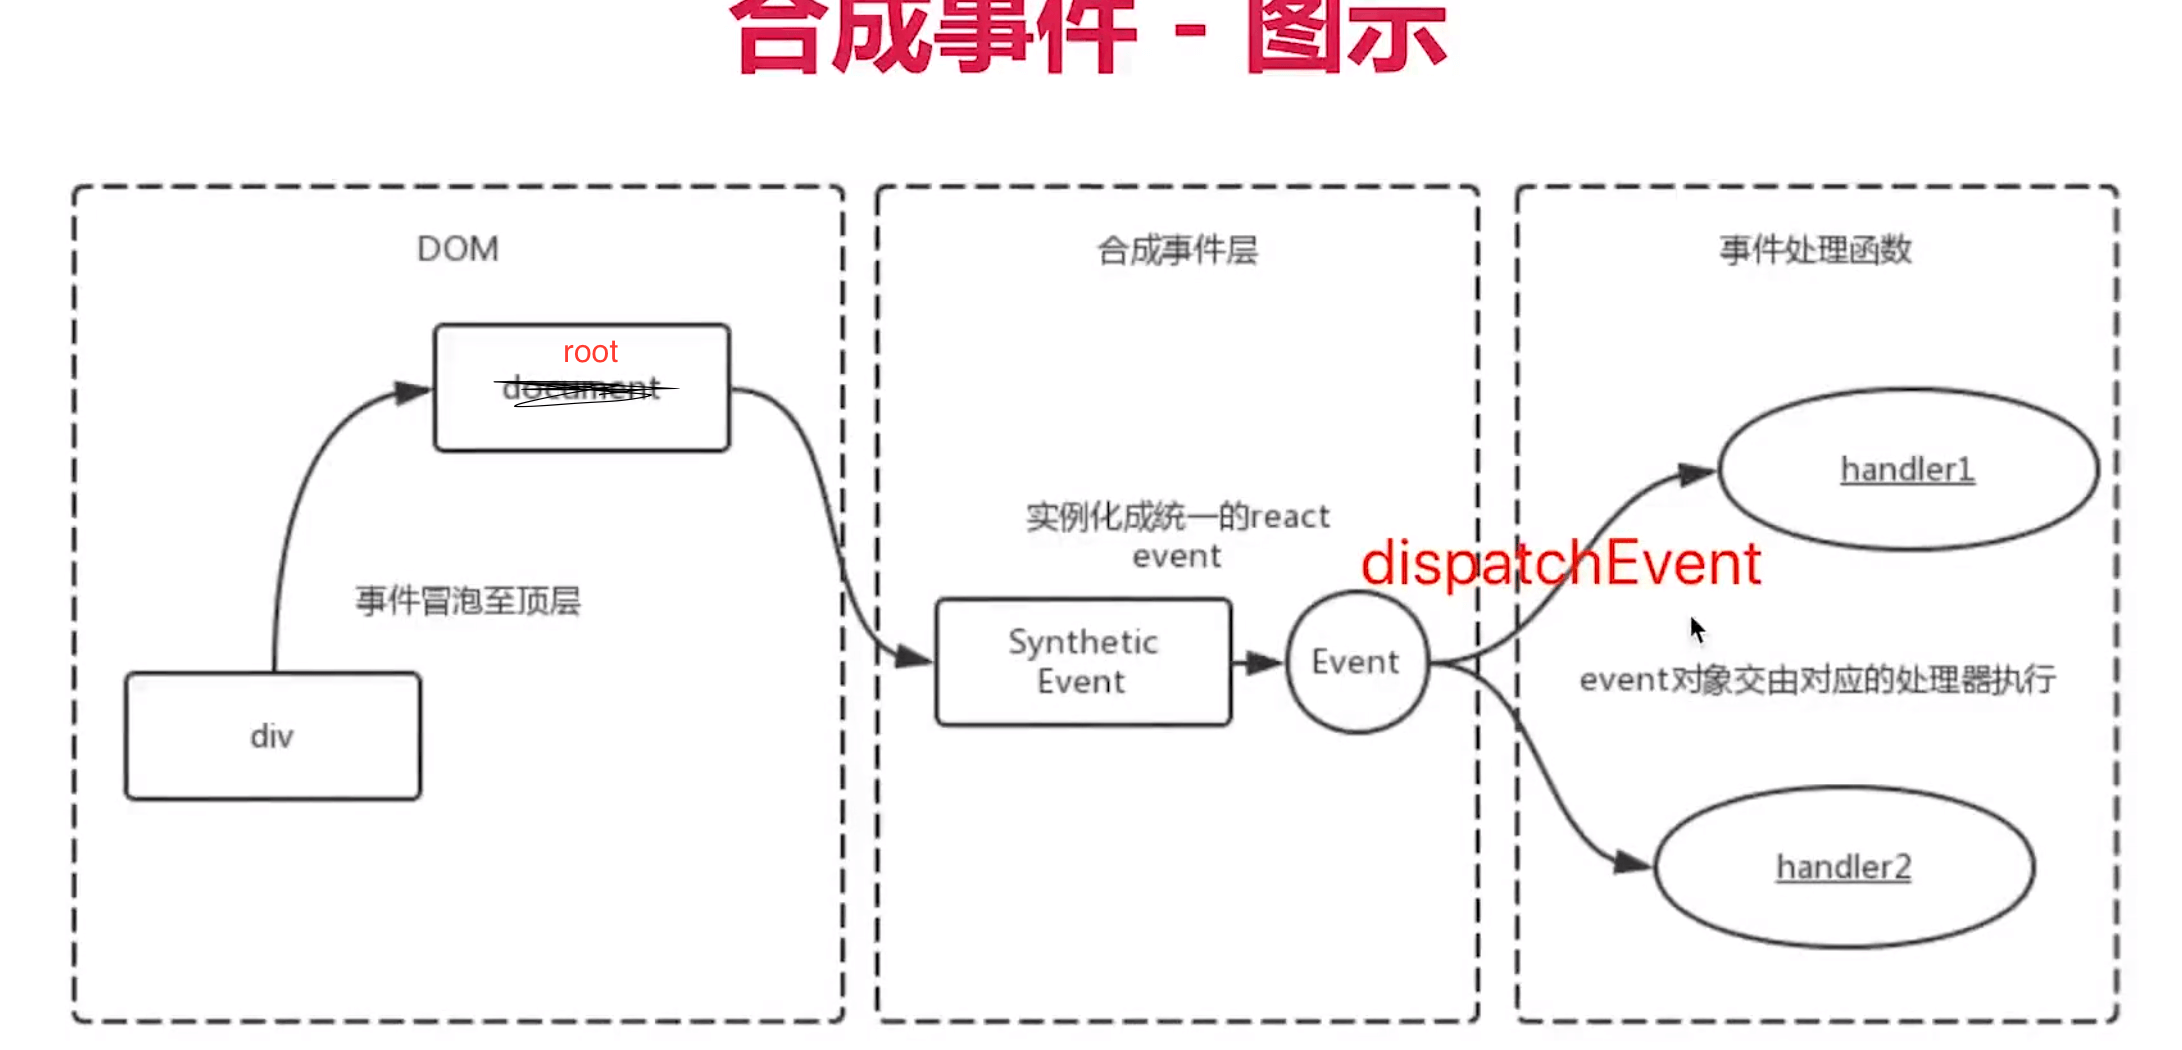 合成事件 - 图示
DOM
root
document
事件冒泡至顶层
div
合成事件层
实例化成统一的react
event
Synthetic
Event
Event
dispatchEvent
事件处理函数
handler1
event对象交由对应的处理器执行
handler2